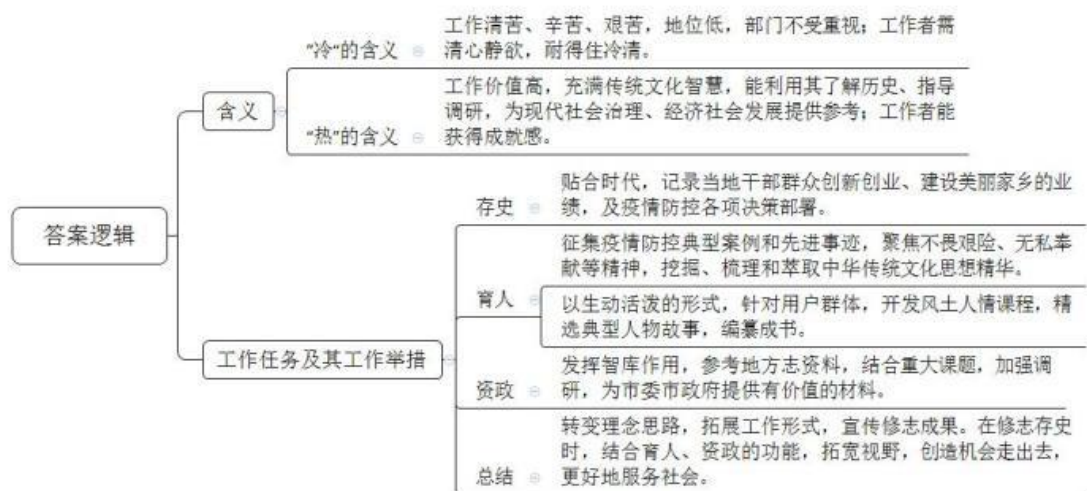 工作清苦、辛苦、艰苦，地位低，部门不受重视；工作者需
"冷"的含义
清心静欲，耐得住冷清。
工作价值高，充满传统文化智慧，能利用其了解历史、指导
含义
调研，为现代社会治理、经济社会发展提供参考；工作者能
"热"的含义
获得成就感。
贴合时代，记录当地干部群众创新创业、建设美丽家乡的业
存史
绩，及疫情防控各项决策部署。
答案逻辑
征集疫情防控典型案例和先进事迹，聚焦不畏艰险、无私奉
献等精神，挖掘、梳理和萃取中华传统文化思想精华。
育人
以生动活泼的形式，针对用户群体，开发风土人情课程，精
选典型人物故事，编纂成书。
工作任务及其工作举措
发挥智库作用，参考地方志资料，结合重大课题，加强调
资政
研，为市委市政府提供有价值的材料。
转变理念思路，拓展工作形式，宣传修志成果。在修志存史
时，结合育人、资政的功能，拓宽视野，创造机会走出去，
总结
更好地服务社会。